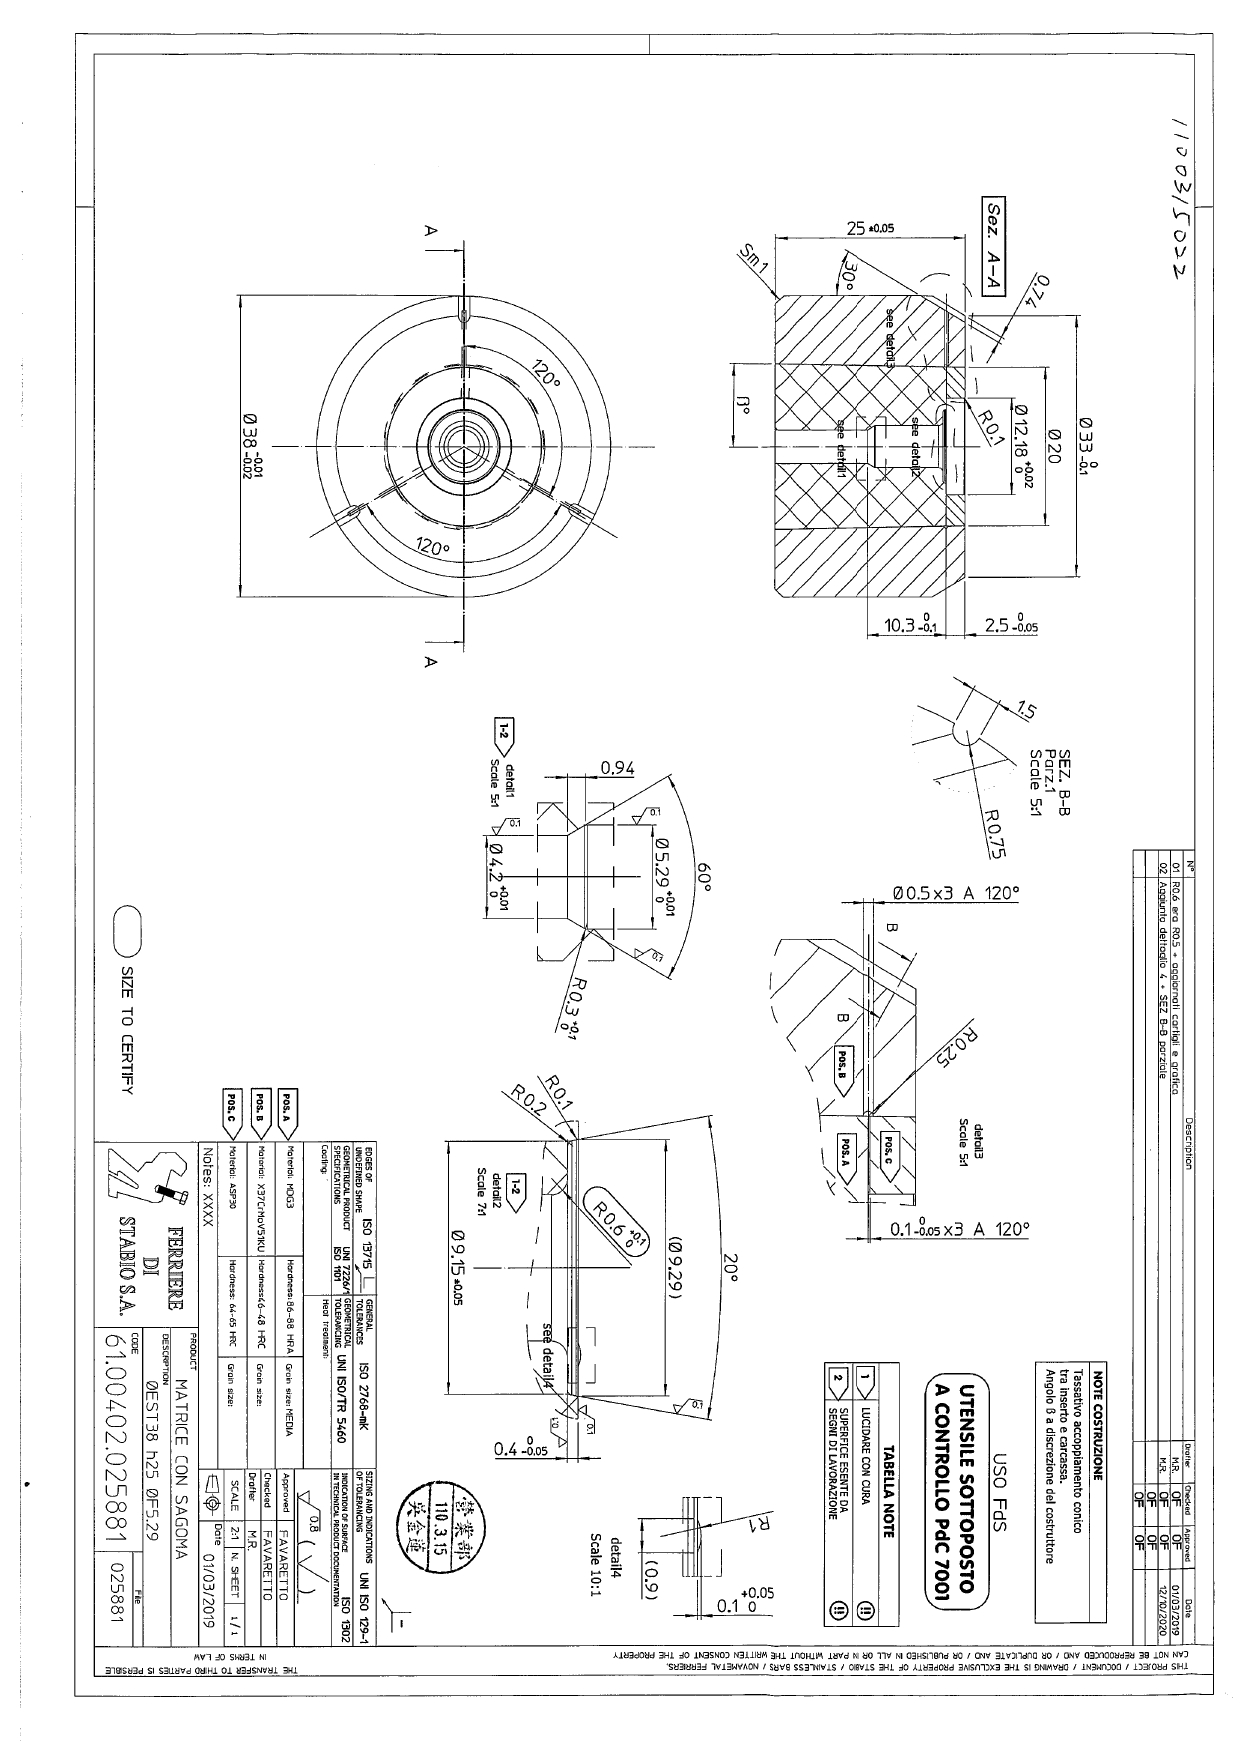 1100315022
Sez. A-A
25 ±0.05
Sm1
30°
0.74
see detail3
see detail1
see detail2
ß°
R0.1
Ø12.18 +0.02 0
Ø20
Ø33 0 -0.1
10.3 0 -0.1
2.5 0 -0.05
A
120°
120°
Ø38 -0.01 -0.02
A
1.5
R0.75
SEZ. B-B
Parz.1
Scale 5:1
1-2
detail1
Scale 5:1
0.94
0.1
0.1
0.1
Ø4.2 +0.01 0
Ø5.29 +0.01 0
60°
R0.3 +0.1 0
Ø0.5x3 A 120°
B
B
R0.25
POS. B
POS. A
POS. C
detail3
Scale 5:1
0.1 0 -0.05 x3 A 120°
R0.1
R0.2
1-2
detail2
Scale 7:1
R0.6 +0.1 0
Ø9.15 ±0.05
(Ø9.29)
20°
see detail4
0.1
0.1
0.1
0.4 0 -0.05
detail4
Scale 10:1
R1
(0.9)
0.1 +0.05 0
N° Description Drafter Checked Approved Date
01 R0.6 era R0.5 + aggiornati cartigli e grafica M.R. OF OF 01/03/2019
02 Aggiunto dettaglio 4 + SEZ B-B parziale M.R. OF OF 12/10/2020
OF OF
OF OF
NOTE COSTRUZIONE
Tassativo accoppiamento conico
tra inserto e carcassa.
Angolo ß a discrezione del costruttore
USO FdS
UTENSILE SOTTOPOSTO
A CONTROLLO PdC 7001
TABELLA NOTE
1 LUCIDARE CON CURA !!!
2 SUPERFICE ESENTE DA
SEGNI DI LAVORAZIONE !!!
SIZE TO CERTIFY
營業部
110.3.15
吳金蓮
EDGES OF
UNDEFINED SHAPE ISO 13715
GENERAL
TOLERANCES ISO 2768-mK
SIZING AND INDICATIONS
OF TOLERANCING UNI ISO 129-1
GEOMETRICAL PRODUCT
SPECIFICATIONS UNI 7226/1
ISO 1101
GEOMETRICAL
TOLERANCING UNI ISO/TR 5460
INDICATION OF SURFACE
IN TECHNICAL PRODUCT DOCUMENTATION ISO 1302
Coating:
Heat treatment:
0.8
POS. A Material: MDG3 Hardness: 86-88 HRA Grain size: MEDIA
POS. B Material: X37CrMoV51KU Hardness: 46-48 HRC Grain size:
POS. C Material: ASP30 Hardness: 64-65 HRC Grain size:
Approved FAVARETTO
Checked FAVARETTO
Drafter M.R.
Notes: XXXX
SCALE 2:1 N. SHEET 1/1
Date 01/03/2019
FERRIERE
DI
STABIO S.A.
PRODUCT
MATRICE CON SAGOMA
DESCRIPTION
ØEST38 h25 ØF5.29
CODE
61.00402.025881
File
025881
THIS PROJECT / DOCUMENT / DRAWING IS THE EXCLUSIVE PROPERTY OF THE STABIO / STAINLESS BARS / NOVAMETAL FERRIERS.
CAN NOT BE REPRODUCED AND / OR DUPLICATE AND / OR PUBLISHED IN ALL OR IN PART WITHOUT THE WRITTEN CONSENT OF THE PROPERTY
THE TRANSFER TO THIRD PARTIES IS PERSIBLE
IN TERMS OF LAW